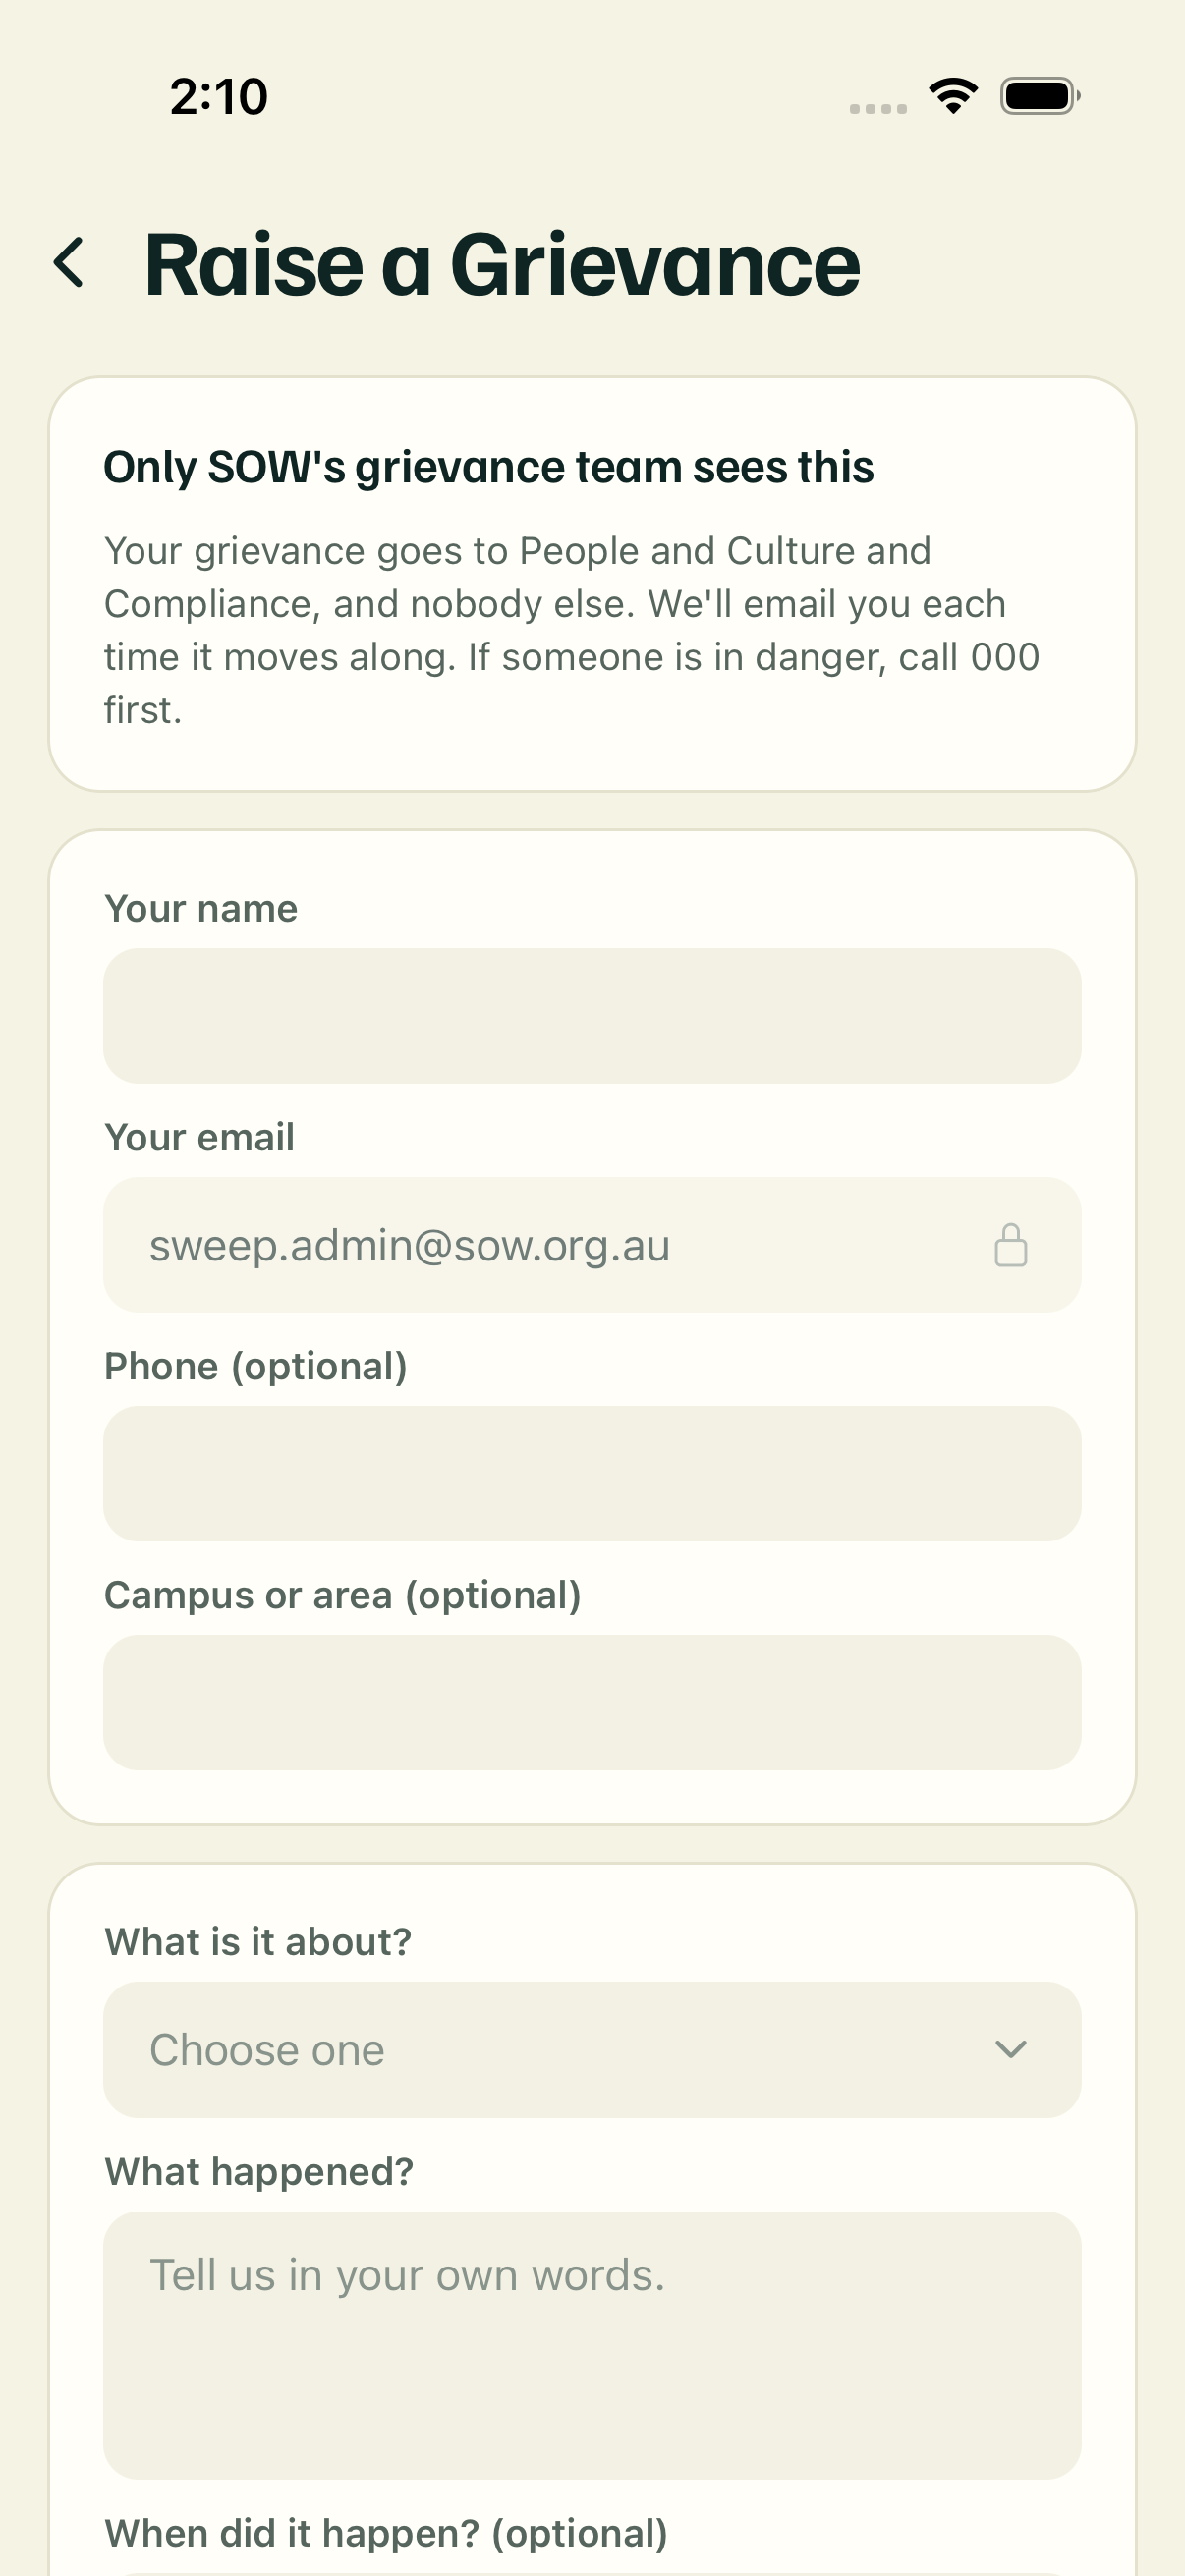 2:10
Raise a Grievance
Only SOW's grievance team sees this
Your grievance goes to People and Culture and
Compliance, and nobody else. We'll email you each
time it moves along. If someone is in danger, call 000
first.
Your name
Your email
sweep.admin@sow.org.au
Phone (optional)
Campus or area (optional)
What is it about?
Choose one
What happened?
Tell us in your own words.
When did it happen? (optional)